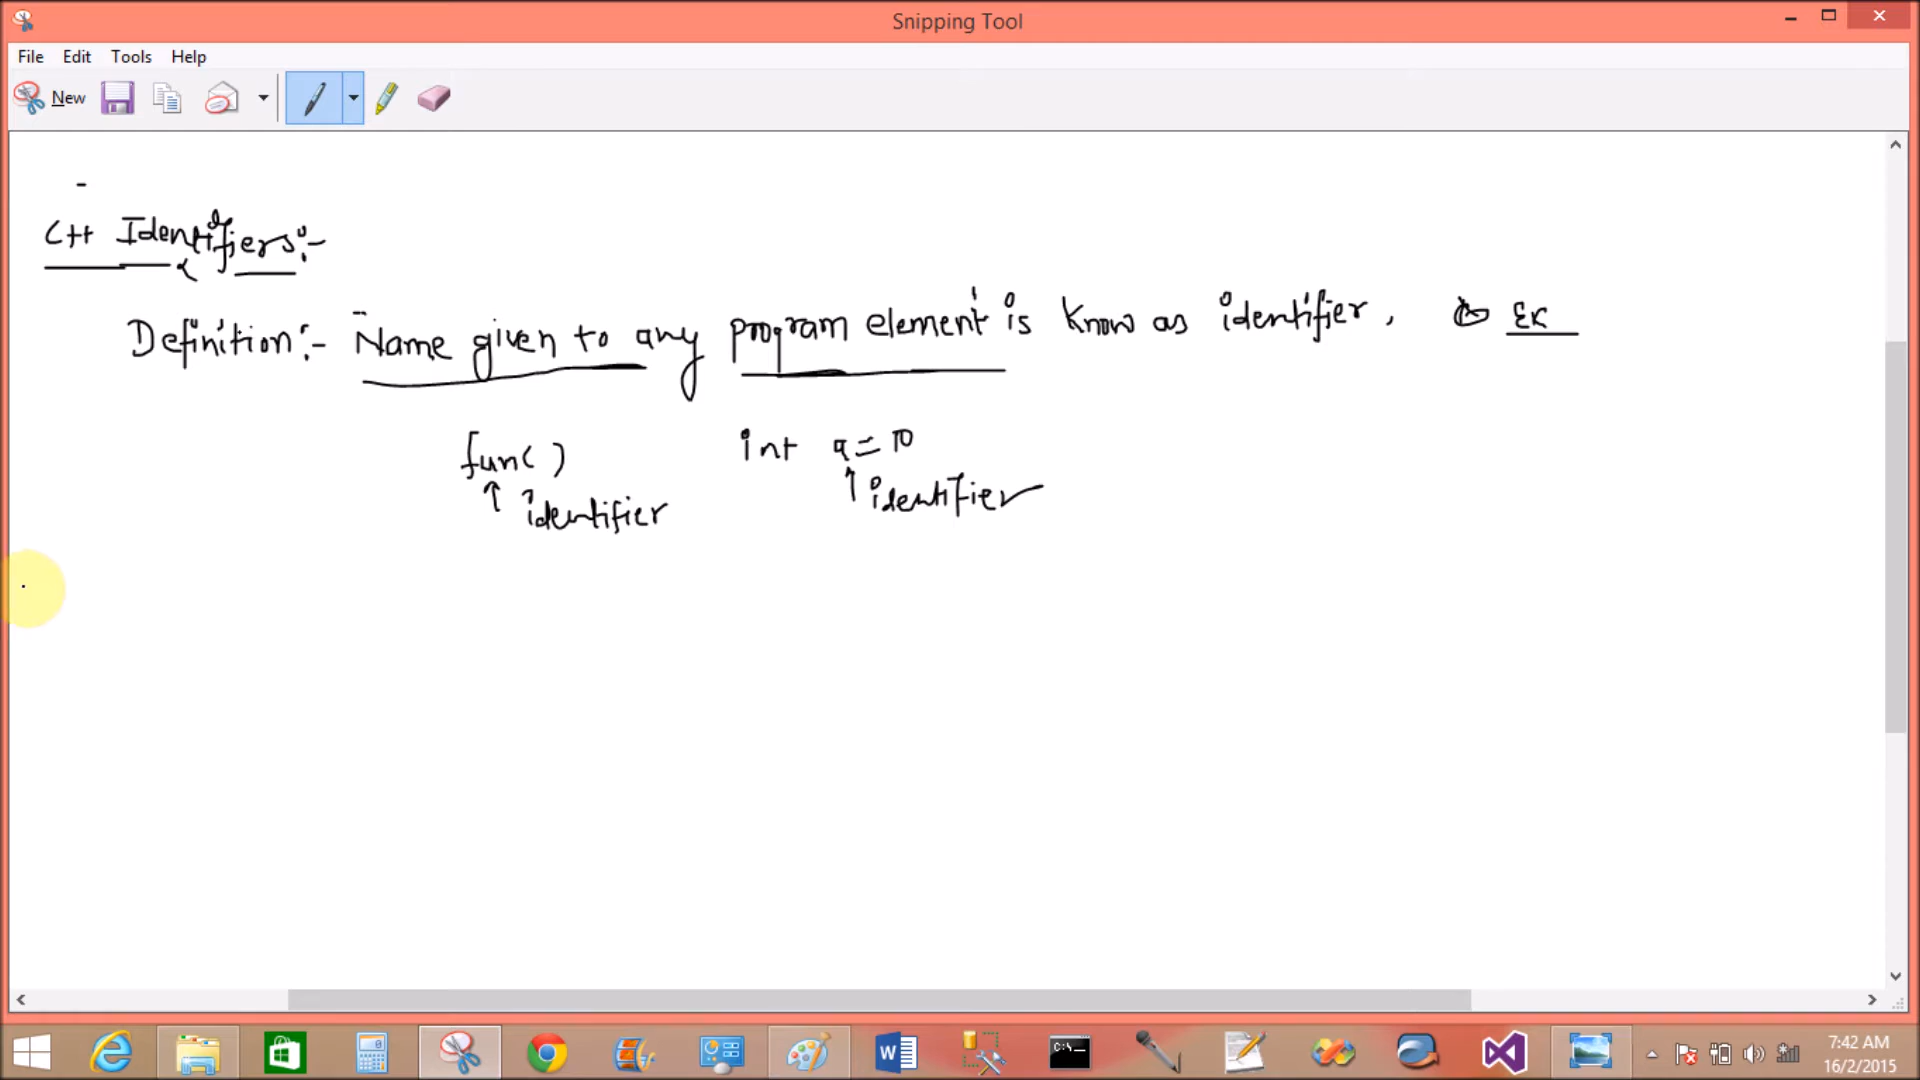 Snipping Tool
File Edit Tools Help
New
C++ Identifiers:-
Definition:- Name given to any program element is know as identifier. Ex
fun( ) int a = 10
identifier identifier
C:\
W
7:42 AM
16/2/2015